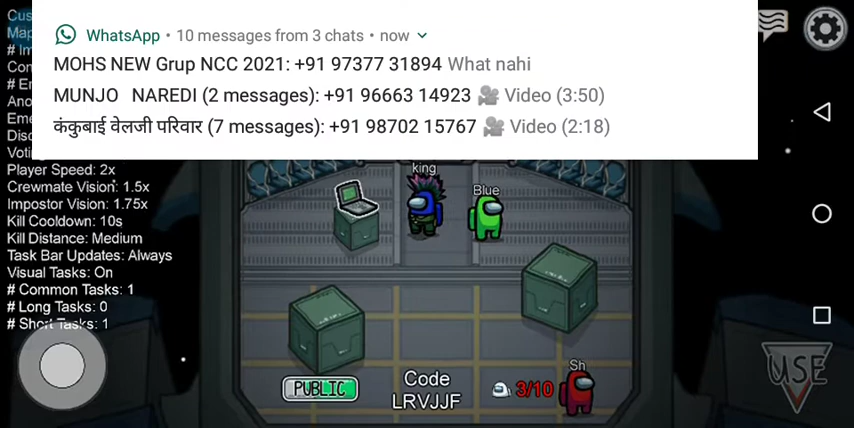 WhatsApp • 10 messages from 3 chats • now
MOHS NEW Grup NCC 2021: +91 97377 31894 What nahi
MUNJO NAREDI (2 messages): +91 96663 14923 🎥 Video (3:50)
कंकुबाई वेलजी परिवार (7 messages): +91 98702 15767 🎥 Video (2:18)
Player Speed: 2x
Crewmate Vision: 1.5x
Impostor Vision: 1.75x
Kill Cooldown: 10s
Kill Distance: Medium
Task Bar Updates: Always
Visual Tasks: On
# Common Tasks: 1
# Long Tasks: 0
# Short Tasks: 1
king
Blue
Sh
PUBLIC
Code
LRVJJF
3/10
USE